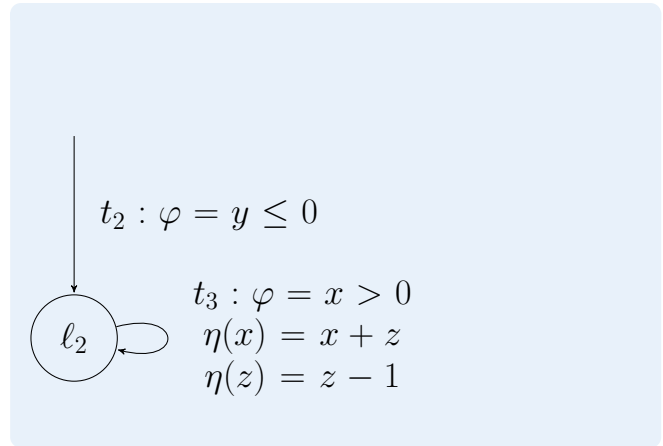 t₂ : φ = y ≤ 0
t₃ : φ = x > 0
η(x) = x + z
ℓ₂
η(z) = z − 1